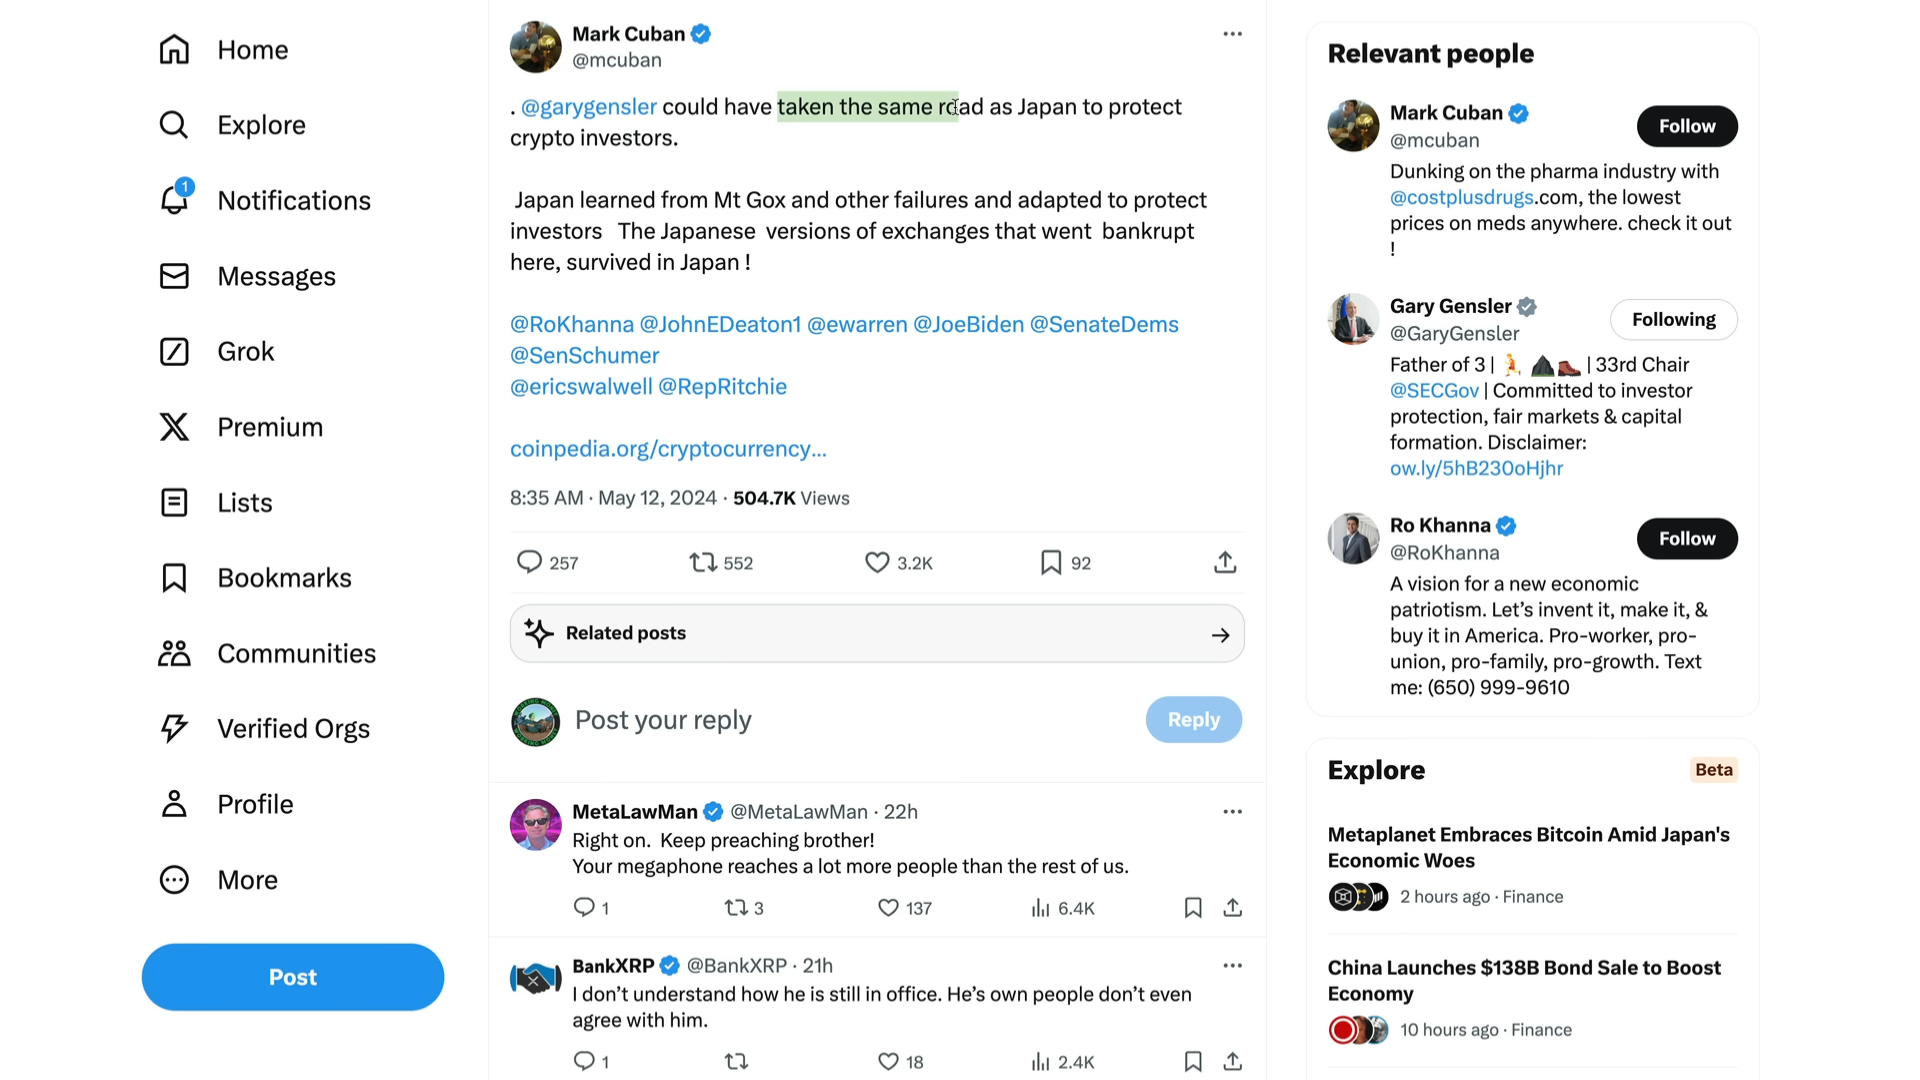 Home
Explore
1
Notifications
Messages
Grok
Premium
Lists
Bookmarks
Communities
Verified Orgs
Profile
More
Post
Mark Cuban
@mcuban
. @garygensler could have taken the same road as Japan to protect
crypto investors.
Japan learned from Mt Gox and other failures and adapted to protect
investors   The Japanese  versions of exchanges that went  bankrupt
here, survived in Japan !
@RoKhanna @JohnEDeaton1 @ewarren @JoeBiden @SenateDems
@SenSchumer
@ericswalwell @RepRitchie
coinpedia.org/cryptocurrency...
8:35 AM · May 12, 2024 · 504.7K Views
257 552 3.2K 92
Related posts
Post your reply
Reply
MetaLawMan @MetaLawMan · 22h
Right on.  Keep preaching brother!
Your megaphone reaches a lot more people than the rest of us.
1 3 137 6.4K
BankXRP @BankXRP · 21h
I don't understand how he is still in office. He's own people don't even
agree with him.
1 18 2.4K
Relevant people
Mark Cuban
@mcuban
Follow
Dunking on the pharma industry with
@costplusdrugs.com, the lowest
prices on meds anywhere. check it out
!
Gary Gensler
@GaryGensler
Following
Father of 3 | 🏃 ⛰️🥾 | 33rd Chair
@SECGov | Committed to investor
protection, fair markets & capital
formation. Disclaimer:
ow.ly/5hB230oHjhr
Ro Khanna
@RoKhanna
Follow
A vision for a new economic
patriotism. Let's invent it, make it, &
buy it in America. Pro-worker, pro-
union, pro-family, pro-growth. Text
me: (650) 999-9610
Explore
Beta
Metaplanet Embraces Bitcoin Amid Japan's
Economic Woes
2 hours ago · Finance
China Launches $138B Bond Sale to Boost
Economy
10 hours ago · Finance